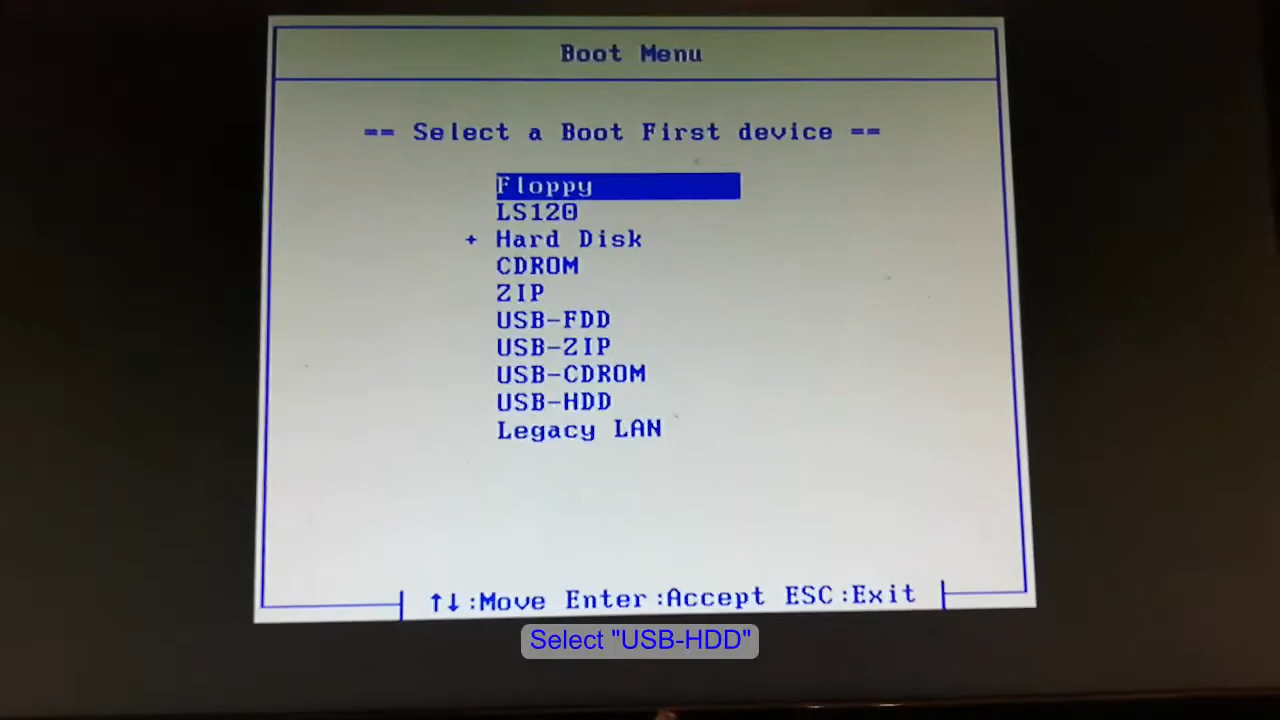 Boot Menu
== Select a Boot First device ==
Floppy
LS120
+ Hard Disk
CDROM
ZIP
USB-FDD
USB-ZIP
USB-CDROM
USB-HDD
Legacy LAN
↑↓:Move Enter:Accept ESC:Exit
Select "USB-HDD"